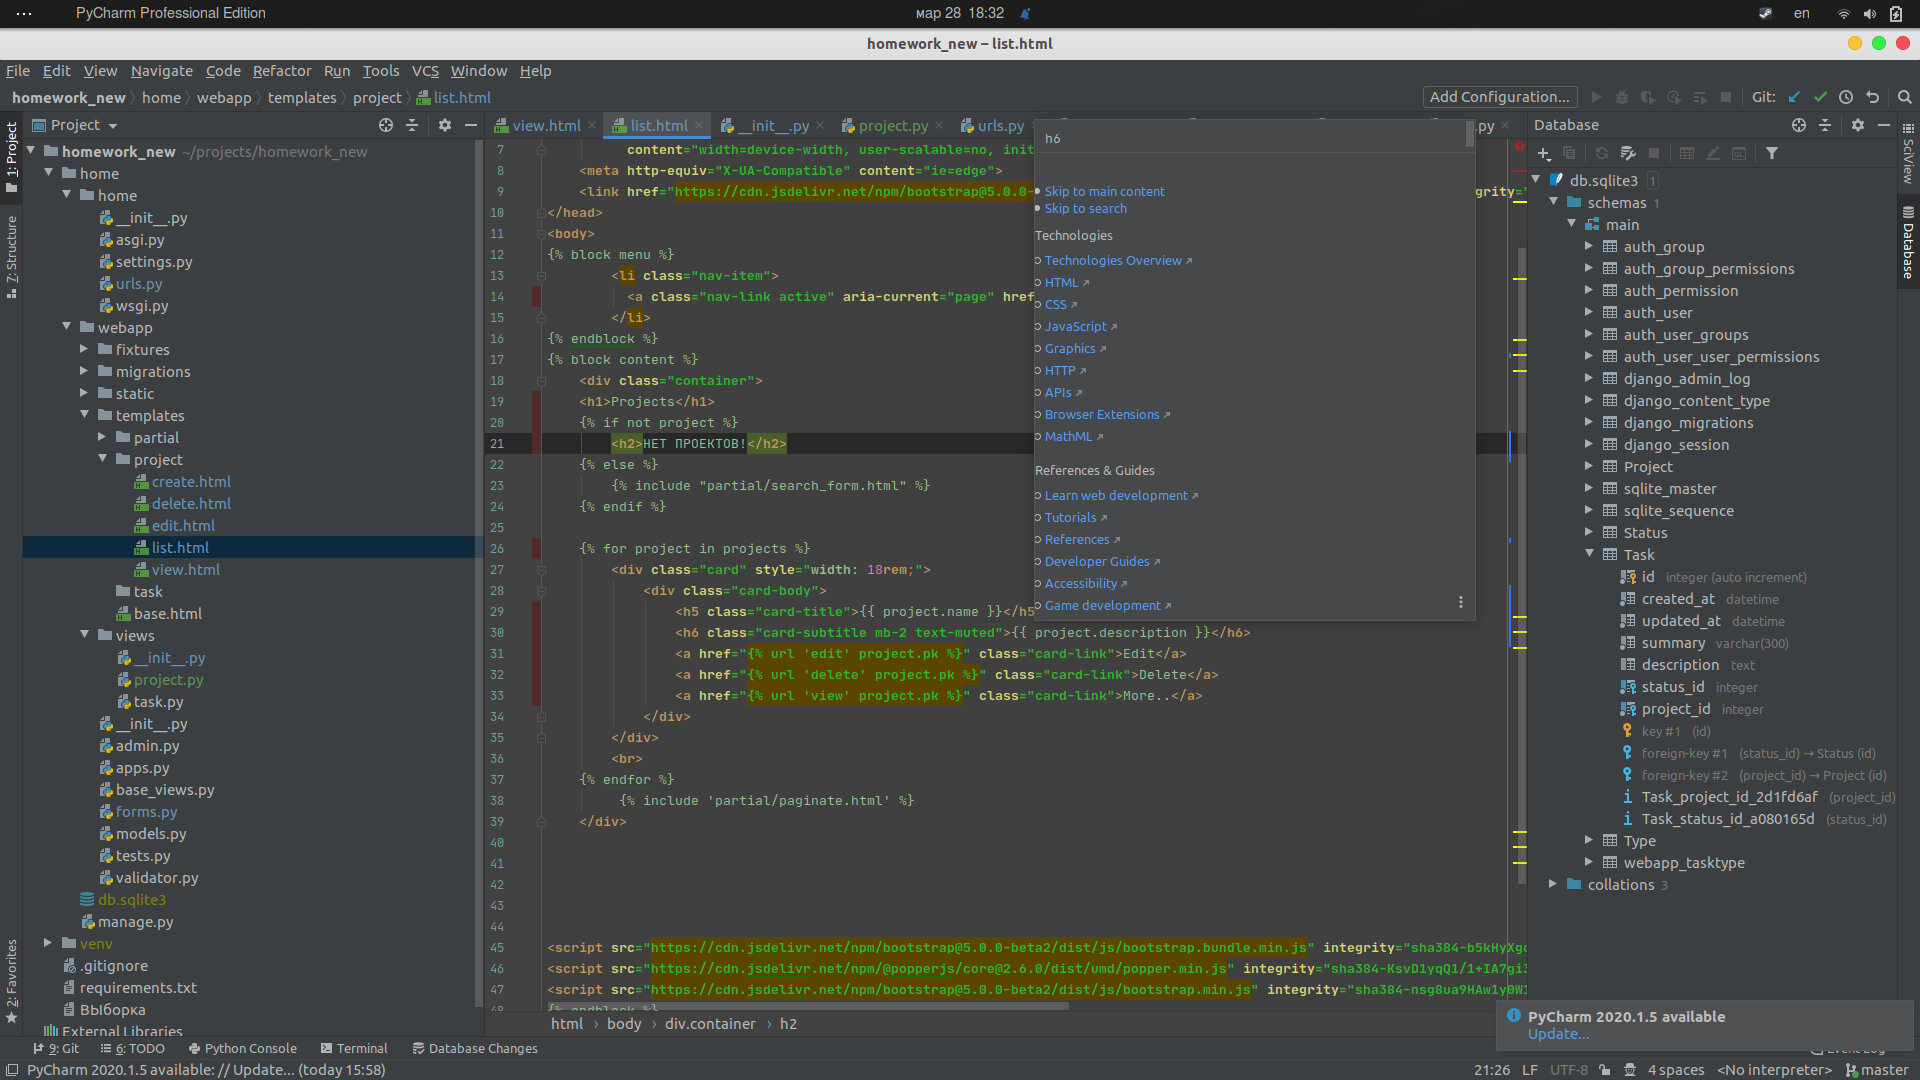 PyCharm Professional Edition
мар 28 18:32
en
homework_new – list.html
File Edit View Navigate Code Refactor Run Tools VCS Window Help
homework_new home webapp templates project list.html
Add Configuration...
Git:
Project
view.html
list.html
__init__.py
project.py
urls.py
.py
Database
1: Project
7: Structure
2: Favorites
SciView
Database
homework_new ~/projects/homework_new
home
home
__init__.py
asgi.py
settings.py
urls.py
wsgi.py
webapp
fixtures
migrations
static
templates
partial
project
create.html
delete.html
edit.html
list.html
view.html
task
base.html
views
__init__.py
project.py
task.py
__init__.py
admin.py
apps.py
base_views.py
forms.py
models.py
tests.py
validator.py
db.sqlite3
manage.py
venv
.gitignore
requirements.txt
ВЫборка
External Libraries
7 content="width=device-width, user-scalable=no, init
8 <meta http-equiv="X-UA-Compatible" content="ie=edge">
9 <link href="https://cdn.jsdelivr.net/npm/bootstrap@5.0.0- grity="
10 </head>
11 <body>
12 {% block menu %}
13 <li class="nav-item">
14 <a class="nav-link active" aria-current="page" href
15 </li>
16 {% endblock %}
17 {% block content %}
18 <div class="container">
19 <h1>Projects</h1>
20 {% if not project %}
21 <h2>НЕТ ПРОЕКТОВ!</h2>
22 {% else %}
23 {% include "partial/search_form.html" %}
24 {% endif %}
25
26 {% for project in projects %}
27 <div class="card" style="width: 18rem;">
28 <div class="card-body">
29 <h5 class="card-title">{{ project.name }}</h5
30 <h6 class="card-subtitle mb-2 text-muted">{{ project.description }}</h6>
31 <a href="{% url 'edit' project.pk %}" class="card-link">Edit</a>
32 <a href="{% url 'delete' project.pk %}" class="card-link">Delete</a>
33 <a href="{% url 'view' project.pk %}" class="card-link">More..</a>
34 </div>
35 </div>
36 <br>
37 {% endfor %}
38 {% include 'partial/paginate.html' %}
39 </div>
40
41
42
43
44
45 <script src="https://cdn.jsdelivr.net/npm/bootstrap@5.0.0-beta2/dist/js/bootstrap.bundle.min.js" integrity="sha384-b5kHyXgc
46 <script src="https://cdn.jsdelivr.net/npm/@popperjs/core@2.6.0/dist/umd/popper.min.js" integrity="sha384-KsvD1yqQ1/1+IA7gi3
47 <script src="https://cdn.jsdelivr.net/npm/bootstrap@5.0.0-beta2/dist/js/bootstrap.min.js" integrity="sha384-nsg8ua9HAw1y0W1
48 {% endblock %}
html › body › div.container › h2
h6
Skip to main content
Skip to search
Technologies
Technologies Overview
HTML
CSS
JavaScript
Graphics
HTTP
APIs
Browser Extensions
MathML
References & Guides
Learn web development
Tutorials
References
Developer Guides
Accessibility
Game development
db.sqlite3 1
schemas 1
main
auth_group
auth_group_permissions
auth_permission
auth_user
auth_user_groups
auth_user_user_permissions
django_admin_log
django_content_type
django_migrations
django_session
Project
sqlite_master
sqlite_sequence
Status
Task
id integer (auto increment)
created_at datetime
updated_at datetime
summary varchar(300)
description text
status_id integer
project_id integer
key #1 (id)
foreign-key #1 (status_id) → Status (id)
foreign-key #2 (project_id) → Project (id)
Task_project_id_2d1fd6af (project_id)
Task_status_id_a080165d (status_id)
Type
webapp_tasktype
collations 3
PyCharm 2020.1.5 available
Update...
9: Git
6: TODO
Python Console
Terminal
Database Changes
Event Log
PyCharm 2020.1.5 available: // Update... (today 15:58)
21:26 LF UTF-8 4 spaces <No interpreter> master